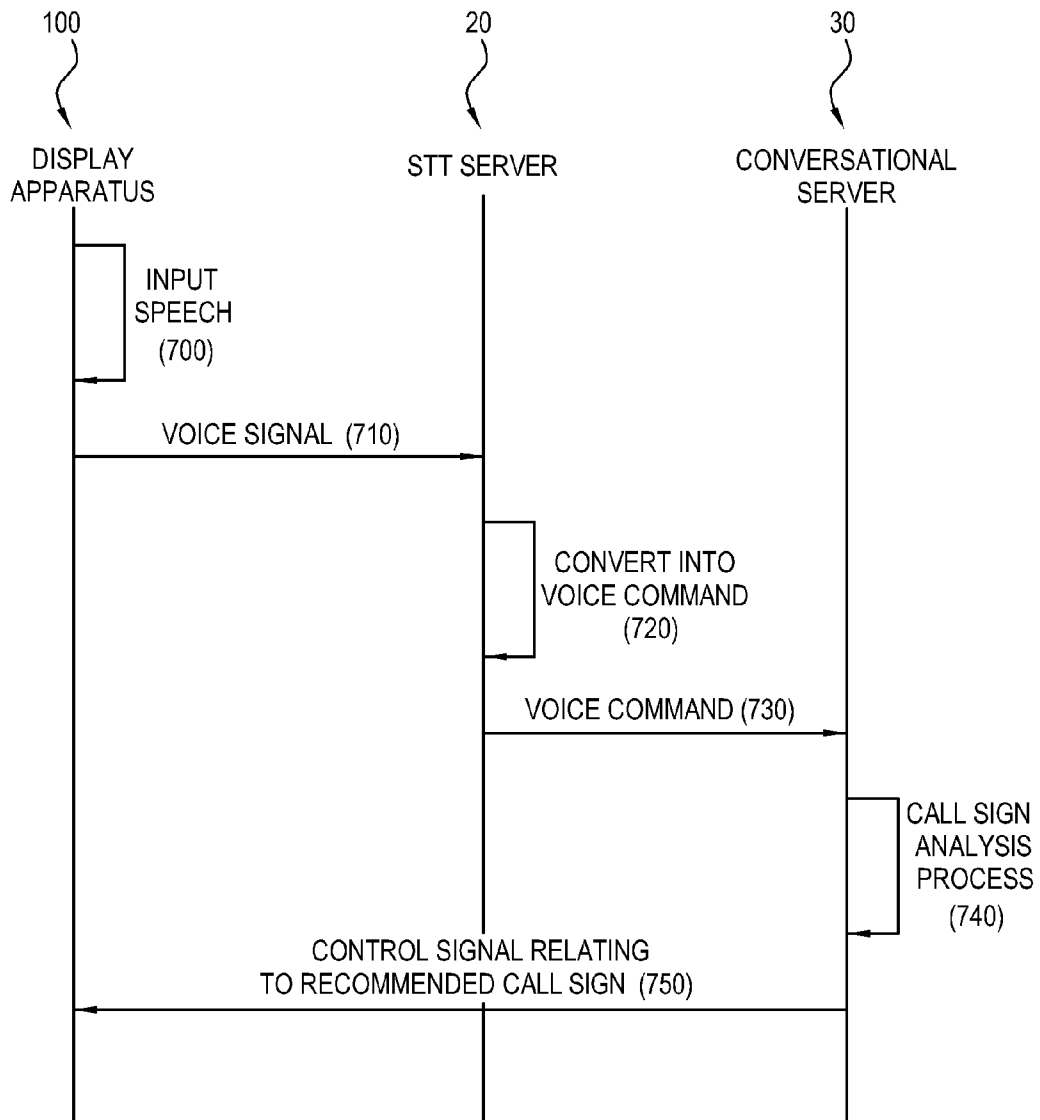 100
20
30
DISPLAY
APPARATUS
STT SERVER
CONVERSATIONAL
SERVER
INPUT
SPEECH
(700)
VOICE SIGNAL (710)
CONVERT INTO
VOICE COMMAND
(720)
VOICE COMMAND (730)
CALL SIGN
ANALYSIS
PROCESS
(740)
CONTROL SIGNAL RELATING
TO RECOMMENDED CALL SIGN (750)